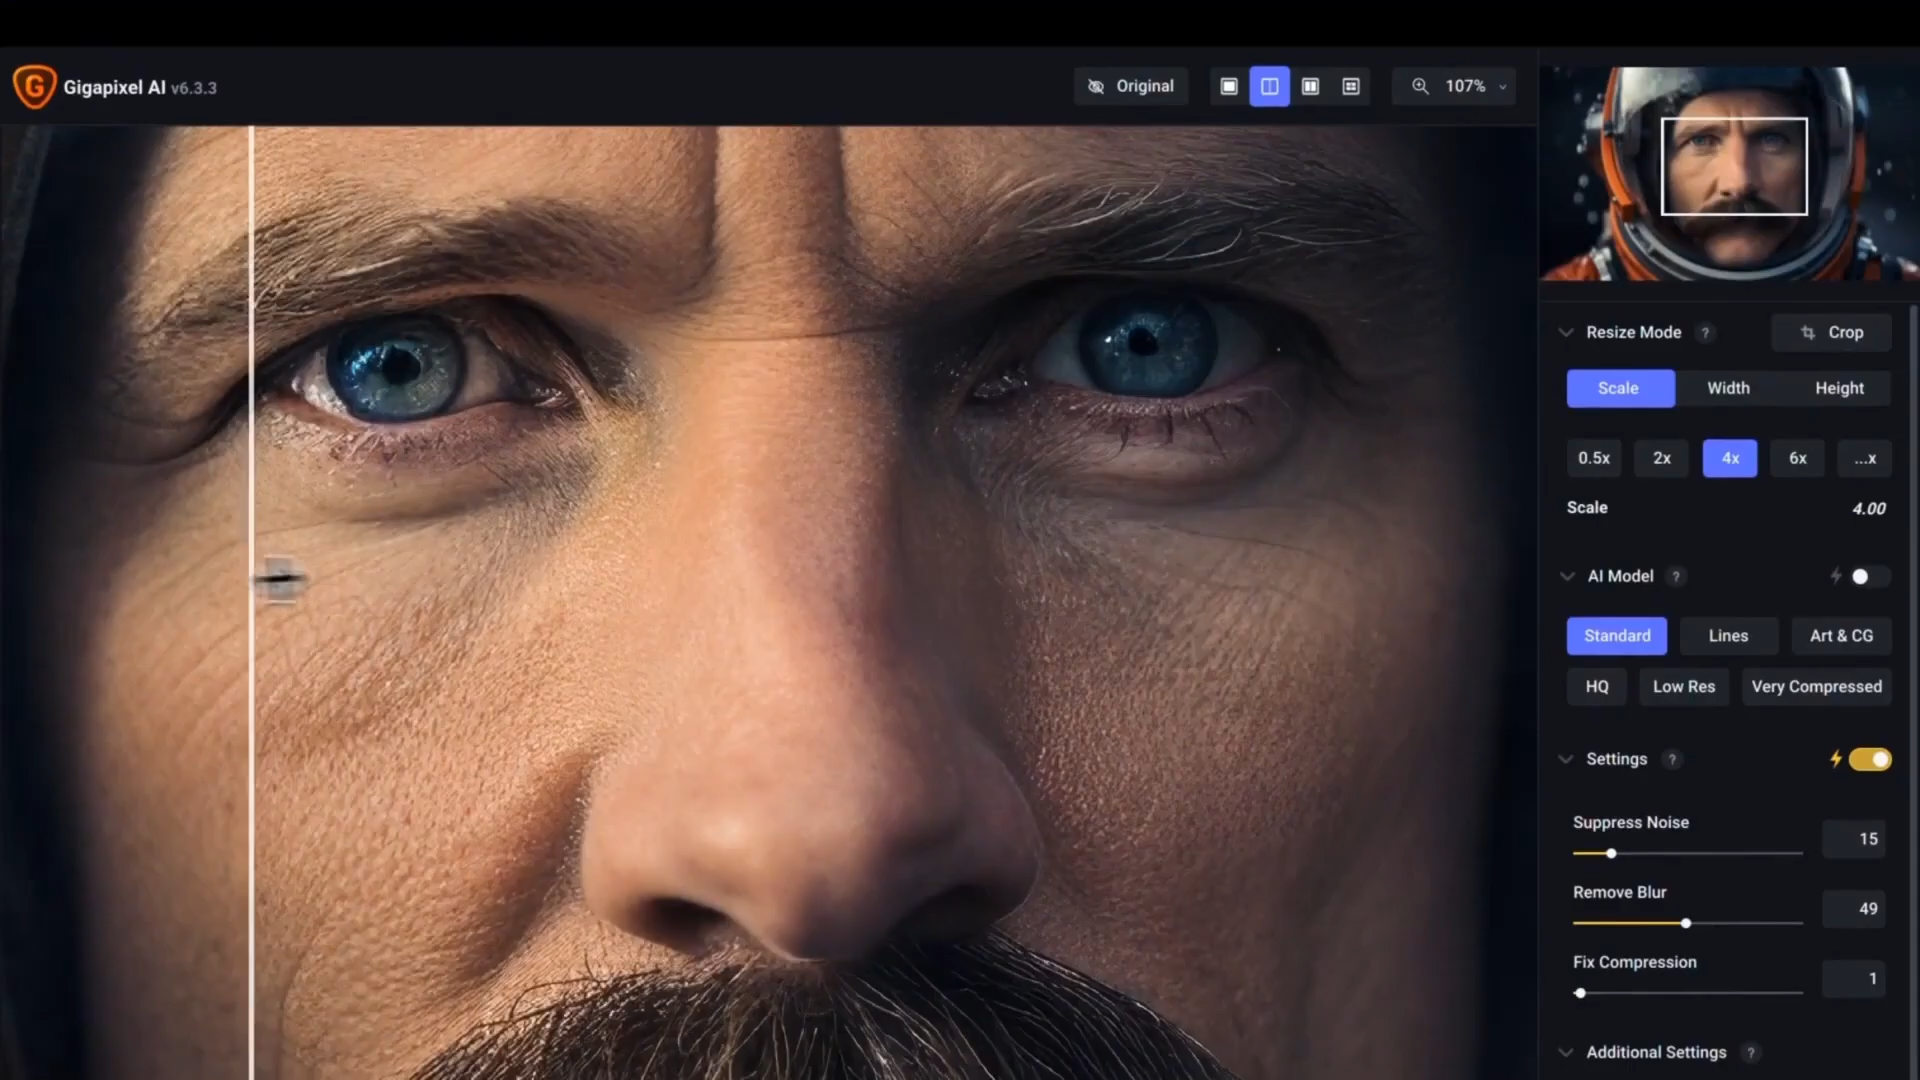 Gigapixel AI v6.3.3
Original
107%
Resize Mode ?
Crop
Scale Width Height
0.5x 2x 4x 6x ...x
Scale 4.00
AI Model ?
Standard Lines Art & CG
HQ Low Res Very Compressed
Settings ?
Suppress Noise
15
Remove Blur
49
Fix Compression
1
Additional Settings ?